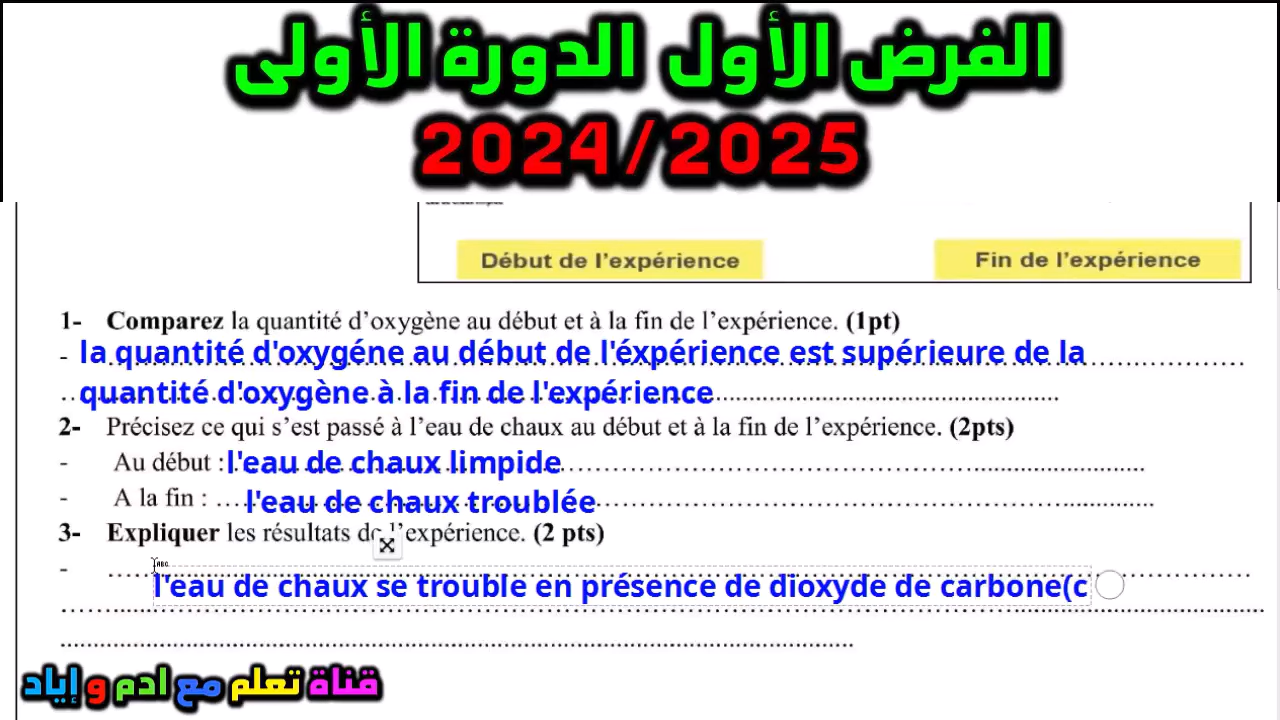 الفرض الأول الدورة الأولى
2024/2025
Début de l’expérience
Fin de l’expérience
1- Comparez la quantité d’oxygène au début et à la fin de l’expérience. (1pt)
- la quantité d'oxygéne au début de l'éxpérience est supérieure de la
quantité d'oxygène à la fin de l'expérience
2- Précisez ce qui s’est passé à l’eau de chaux au début et à la fin de l’expérience. (2pts)
- Au début : l'eau de chaux limpide
- A la fin : l'eau de chaux troublée
3- Expliquer les résultats de l’expérience. (2 pts)
- l'eau de chaux se trouble en présence de dioxyde de carbone(c
قناة تعلم مع ادم و إياد